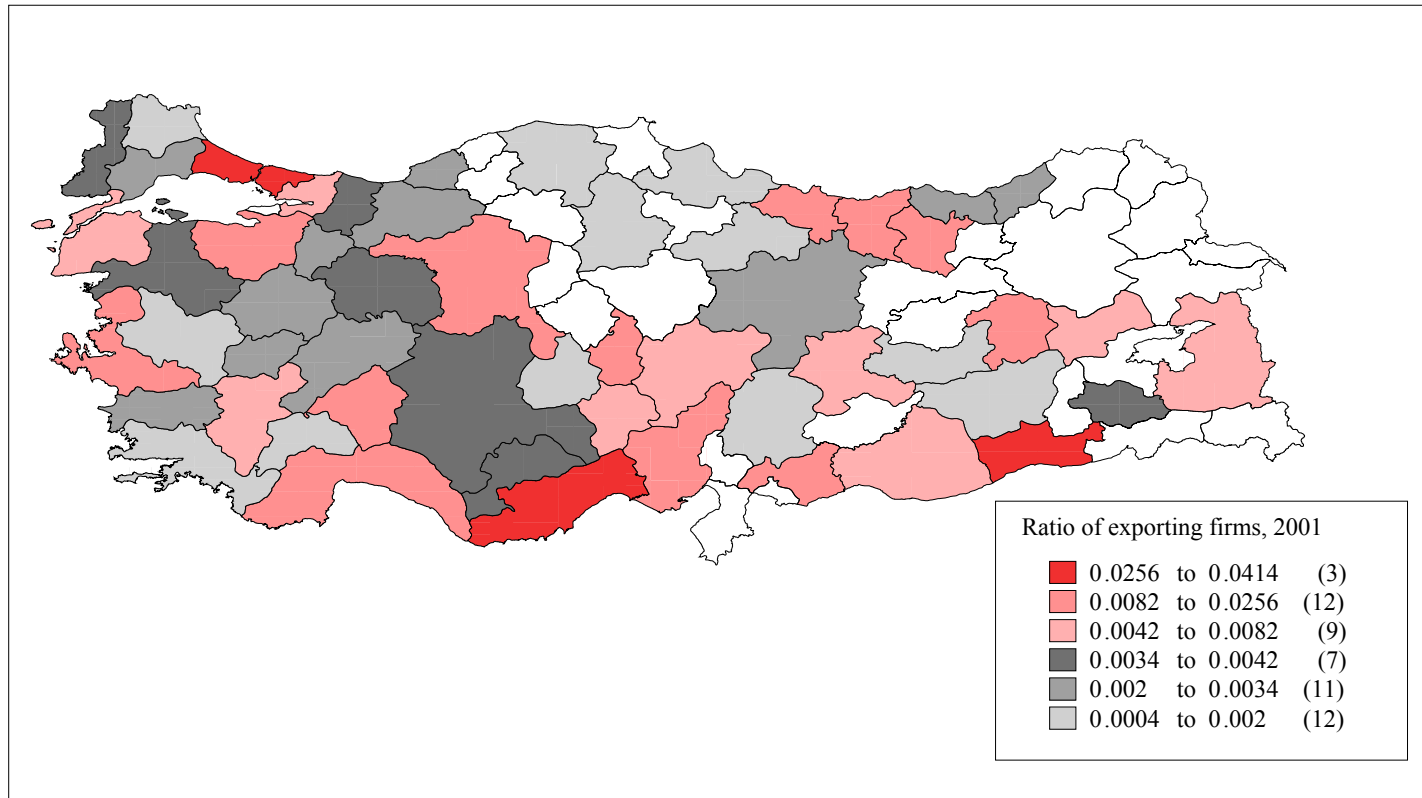 Ratio of exporting firms, 2001
0.0256 to 0.0414 (3)
0.0082 to 0.0256 (12)
0.0042 to 0.0082 (9)
0.0034 to 0.0042 (7)
0.002 to 0.0034 (11)
0.0004 to 0.002 (12)